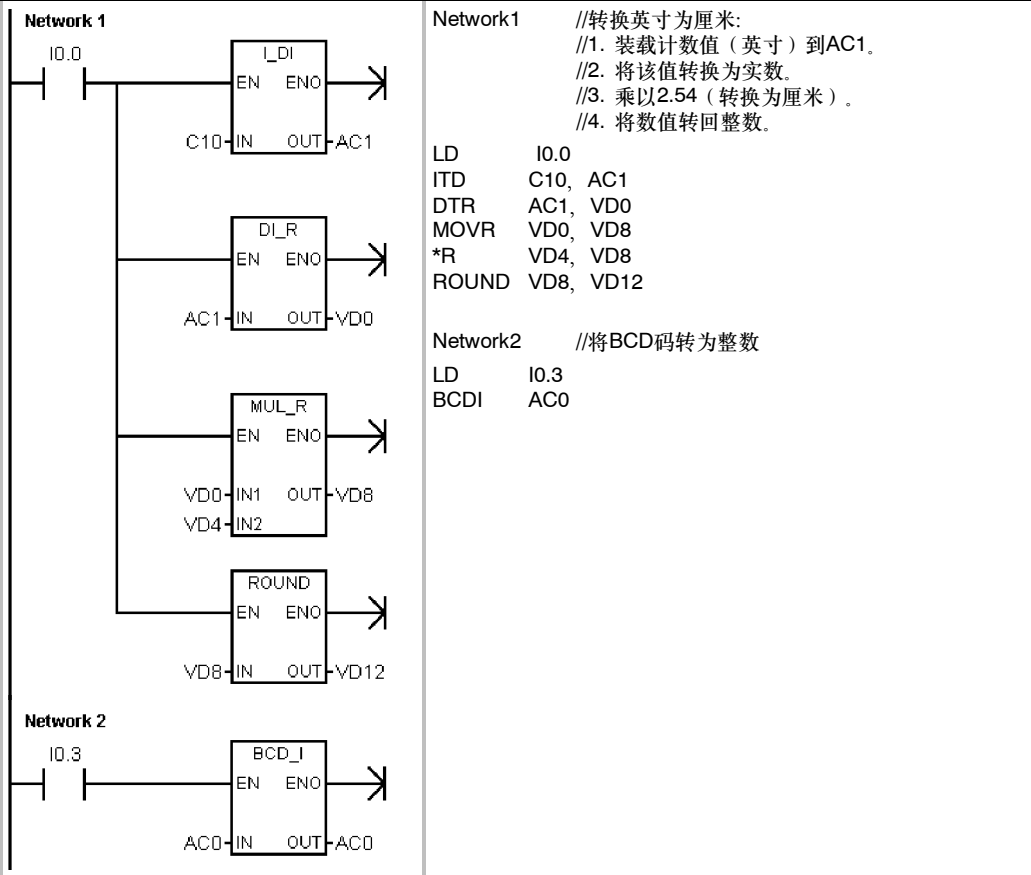 Network 1
I0.0
I_DI
EN ENO
C10 IN OUT AC1
DI_R
EN ENO
AC1 IN OUT VD0
MUL_R
EN ENO
VD0 IN1 OUT VD8
VD4 IN2
ROUND
EN ENO
VD8 IN OUT VD12
Network 2
I0.3
BCD_I
EN ENO
AC0 IN OUT AC0
Network1 //转换英寸为厘米:
//1. 装载计数值（英寸）到AC1。
//2. 将该值转换为实数。
//3. 乘以2.54（转换为厘米）。
//4. 将数值转回整数。
LD I0.0
ITD C10, AC1
DTR AC1, VD0
MOVR VD0, VD8
*R VD4, VD8
ROUND VD8, VD12
Network2 //将BCD码转为整数
LD I0.3
BCDI AC0